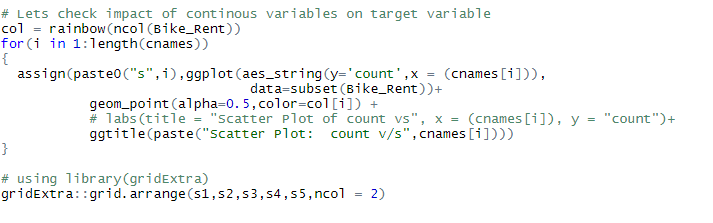 # Lets check impact of continous variables on target variable
col = rainbow(ncol(Bike_Rent))
for(i in 1:length(cnames))
{
  assign(paste0("s",i),ggplot(aes_string(y='count',x = (cnames[i])),
                              data=subset(Bike_Rent))+
           geom_point(alpha=0.5,color=col[i]) +
           # labs(title = "Scatter Plot of count vs", x = (cnames[i]), y = "count")+
           ggtitle(paste("Scatter Plot:  count v/s",cnames[i])))
}
# using library(gridExtra)
gridExtra::grid.arrange(s1,s2,s3,s4,s5,ncol = 2)